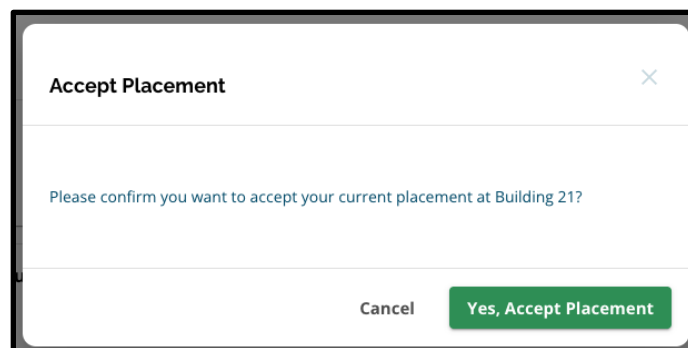 Accept Placement
Please confirm you want to accept your current placement at Building 21?
Cancel Yes, Accept Placement